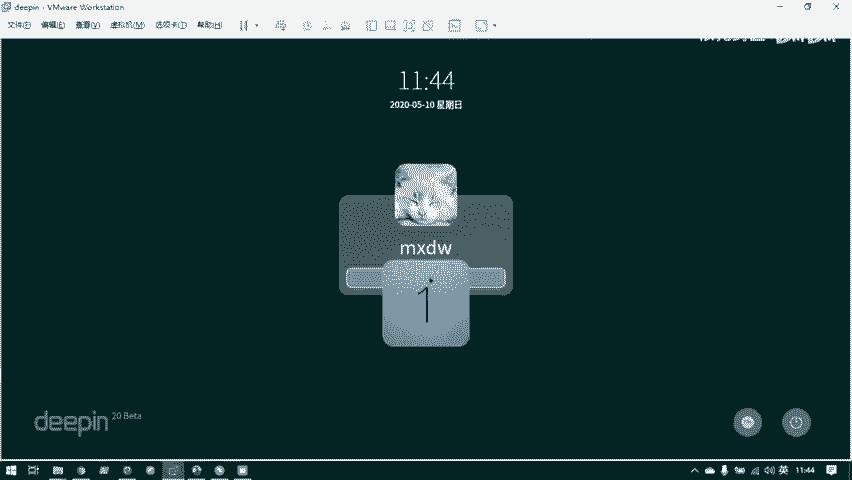 deepin - VMware Workstation
文件(F) 编辑(E) 查看(V) 虚拟机(M) 选项卡(T) 帮助(H)
11:44
2020-05-10 星期日
mxdw
1
deepin 20 Beta
英 11:44